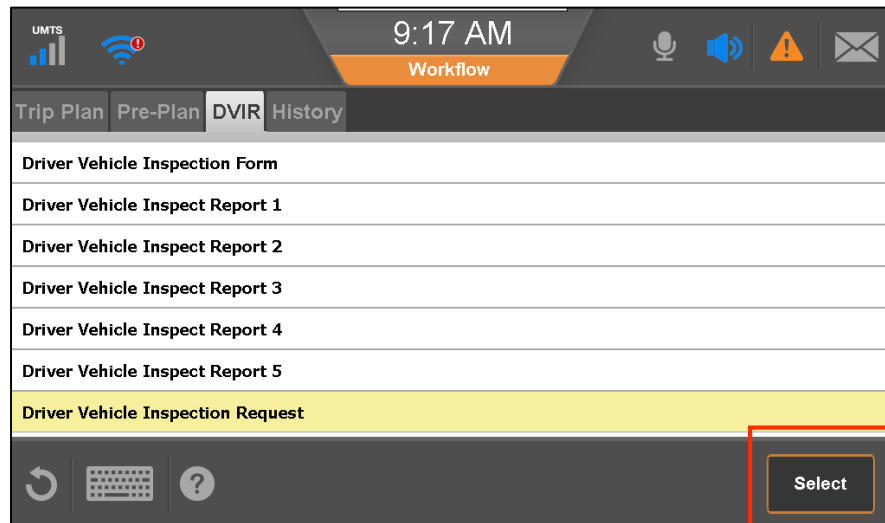 UMTS
9:17 AM
Workflow
Trip Plan Pre-Plan DVIR History
Driver Vehicle Inspection Form
Driver Vehicle Inspect Report 1
Driver Vehicle Inspect Report 2
Driver Vehicle Inspect Report 3
Driver Vehicle Inspect Report 4
Driver Vehicle Inspect Report 5
Driver Vehicle Inspection Request
Select